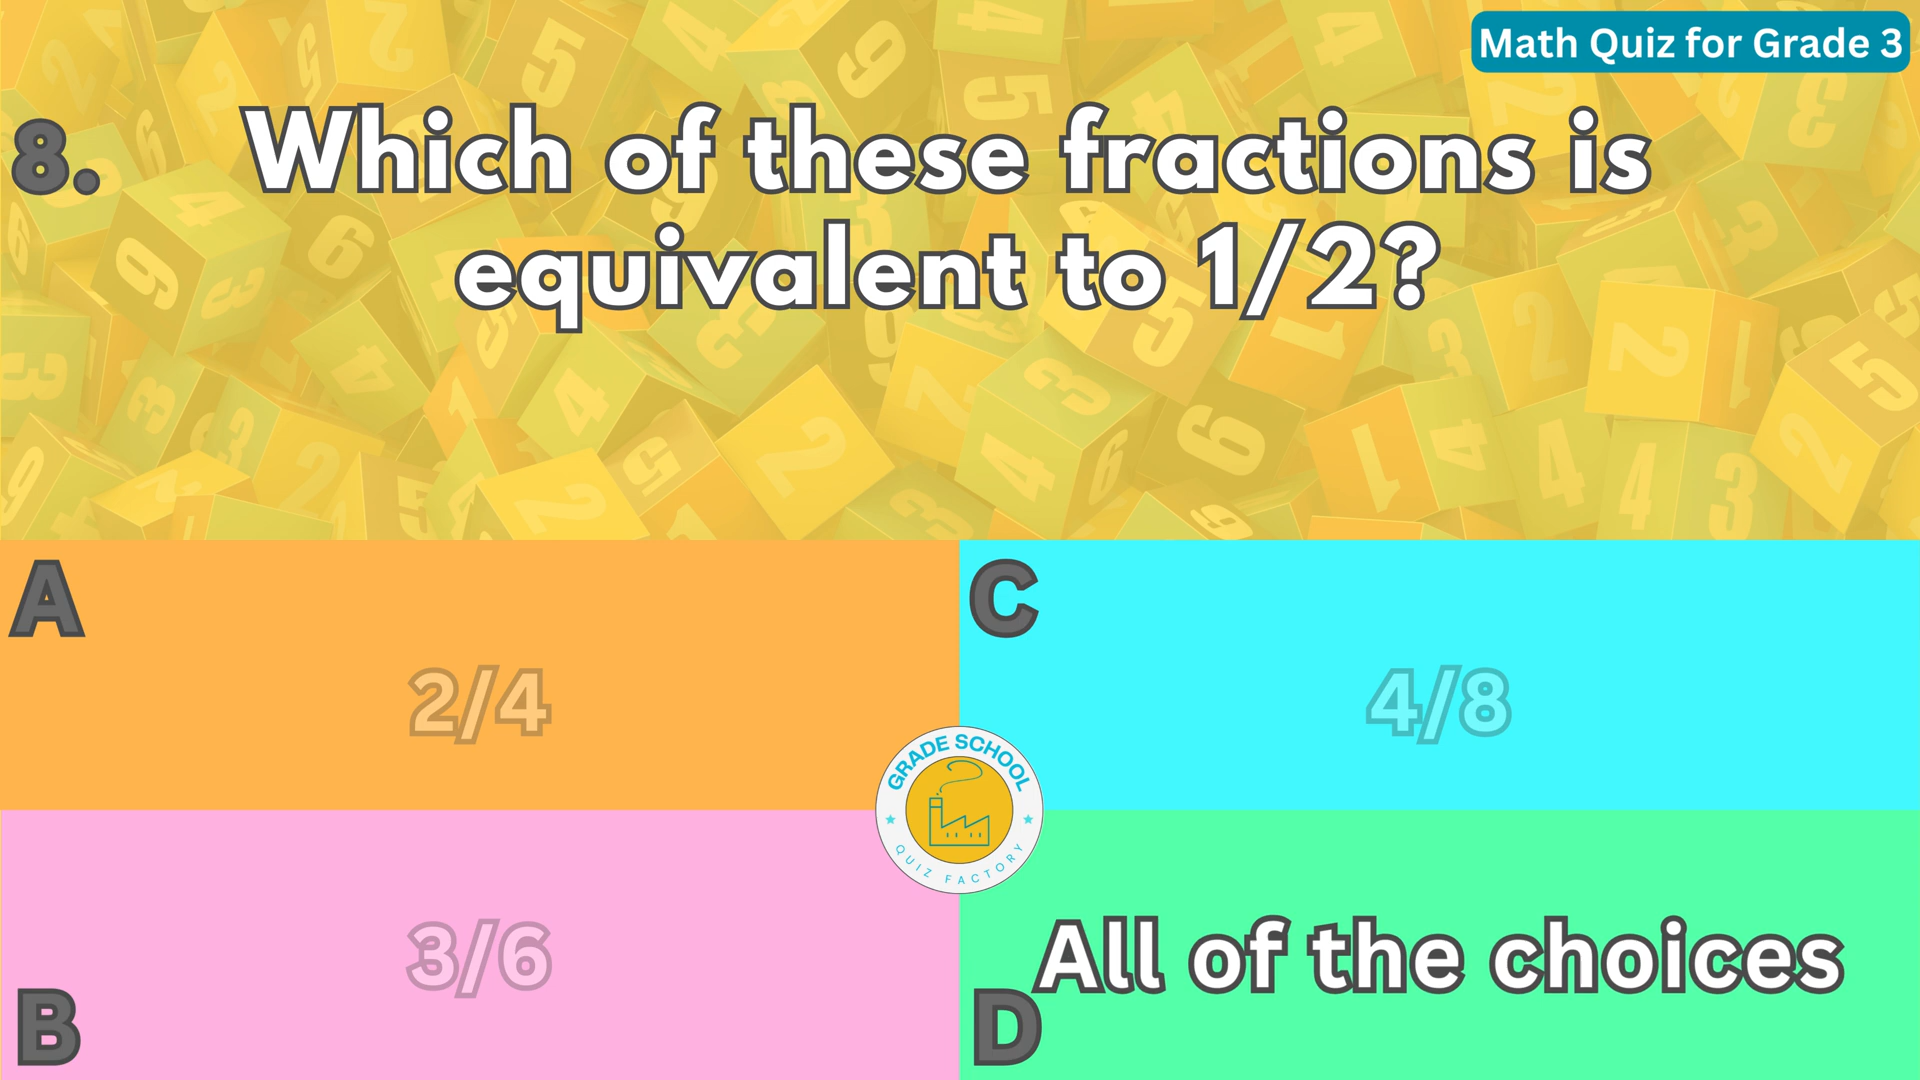 Math Quiz for Grade 3
8.
Which of these fractions is
equivalent to 1/2?
A
2/4
B
3/6
C
4/8
D
All of the choices
GRADE SCHOOL
QUIZ FACTORY